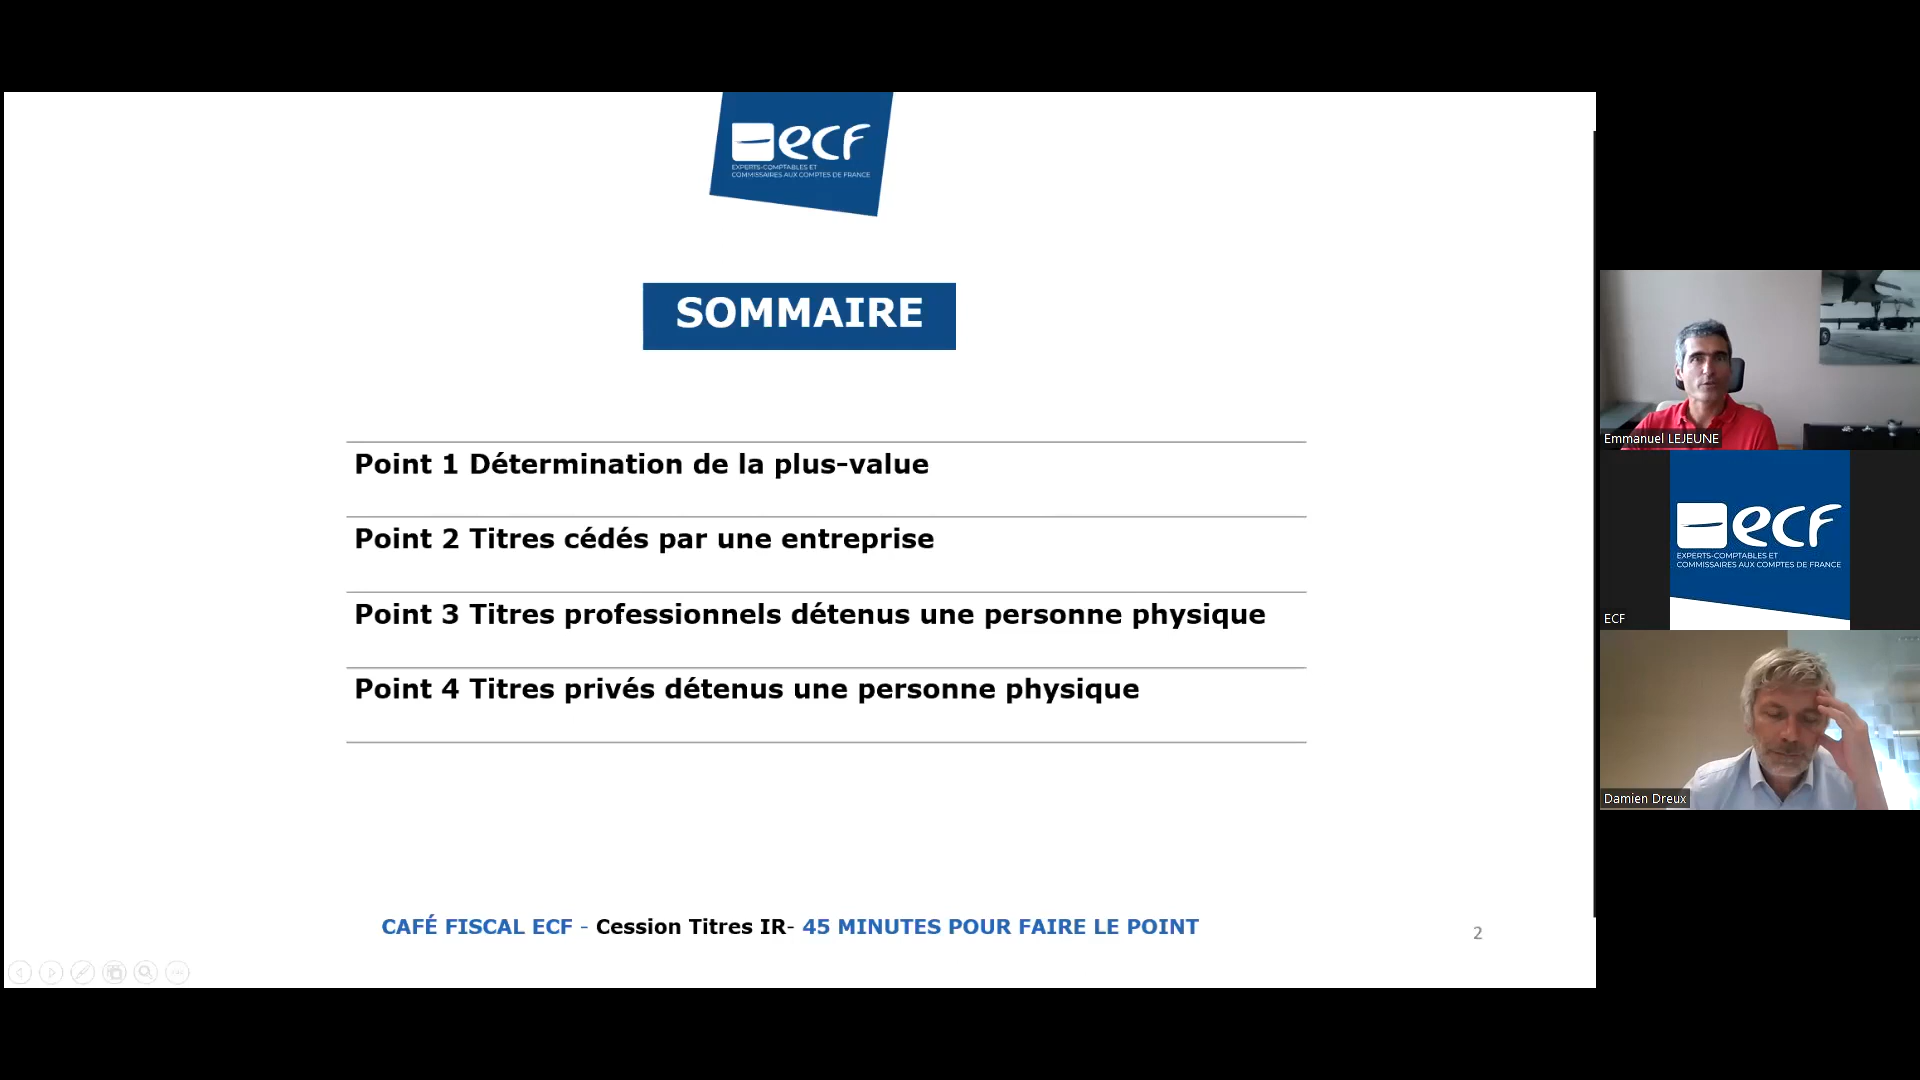 ecf
EXPERTS-COMPTABLES ET
COMMISSAIRES AUX COMPTES DE FRANCE
SOMMAIRE
Point 1 Détermination de la plus-value
Point 2 Titres cédés par une entreprise
Point 3 Titres professionnels détenus une personne physique
Point 4 Titres privés détenus une personne physique
CAFÉ FISCAL ECF - Cession Titres IR- 45 MINUTES POUR FAIRE LE POINT
2
Emmanuel LEJEUNE
ecf
EXPERTS-COMPTABLES ET
COMMISSAIRES AUX COMPTES DE FRANCE
ECF
Damien Dreux